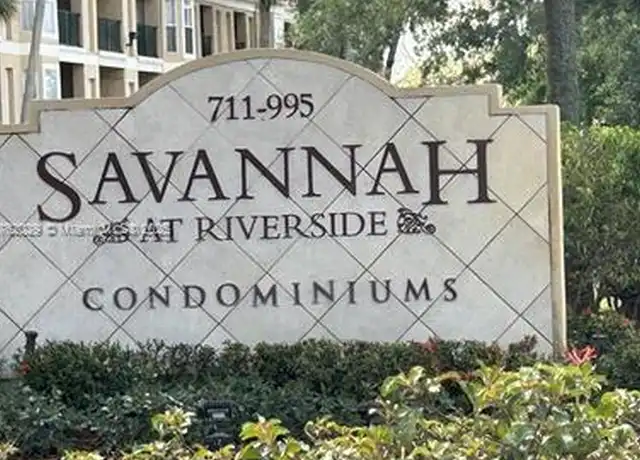 711-995
SAVANNAH
AT RIVERSIDE
CONDOMINIUMS